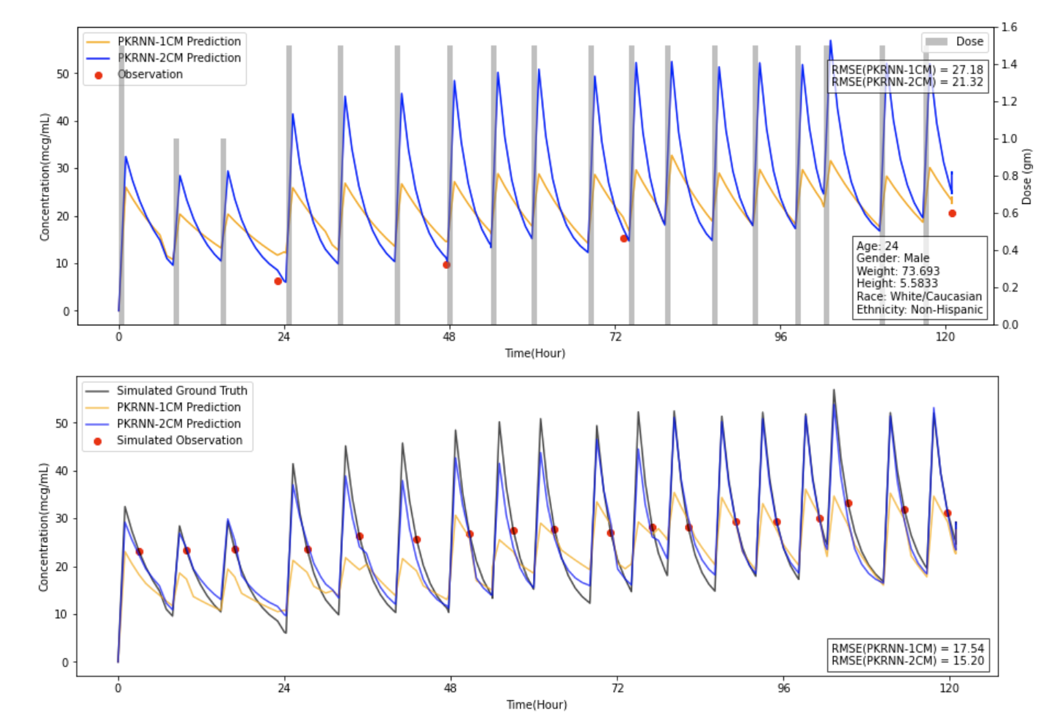 PKRNN-1CM Prediction
PKRNN-2CM Prediction
Observation
Dose
RMSE(PKRNN-1CM) = 27.18
RMSE(PKRNN-2CM) = 21.32
Age: 24
Gender: Male
Weight: 73.693
Height: 5.5833
Race: White/Caucasian
Ethnicity: Non-Hispanic
Concentration(mcg/mL)
50
40
30
20
10
0
Dose (gm)
1.6
1.4
1.2
1.0
0.8
0.6
0.4
0.2
0.0
0 24 48 72 96 120
Time(Hour)
Simulated Ground Truth
PKRNN-1CM Prediction
PKRNN-2CM Prediction
Simulated Observation
Concentration(mcg/mL)
50
40
30
20
10
0
RMSE(PKRNN-1CM) = 17.54
RMSE(PKRNN-2CM) = 15.20
0 24 48 72 96 120
Time(Hour)